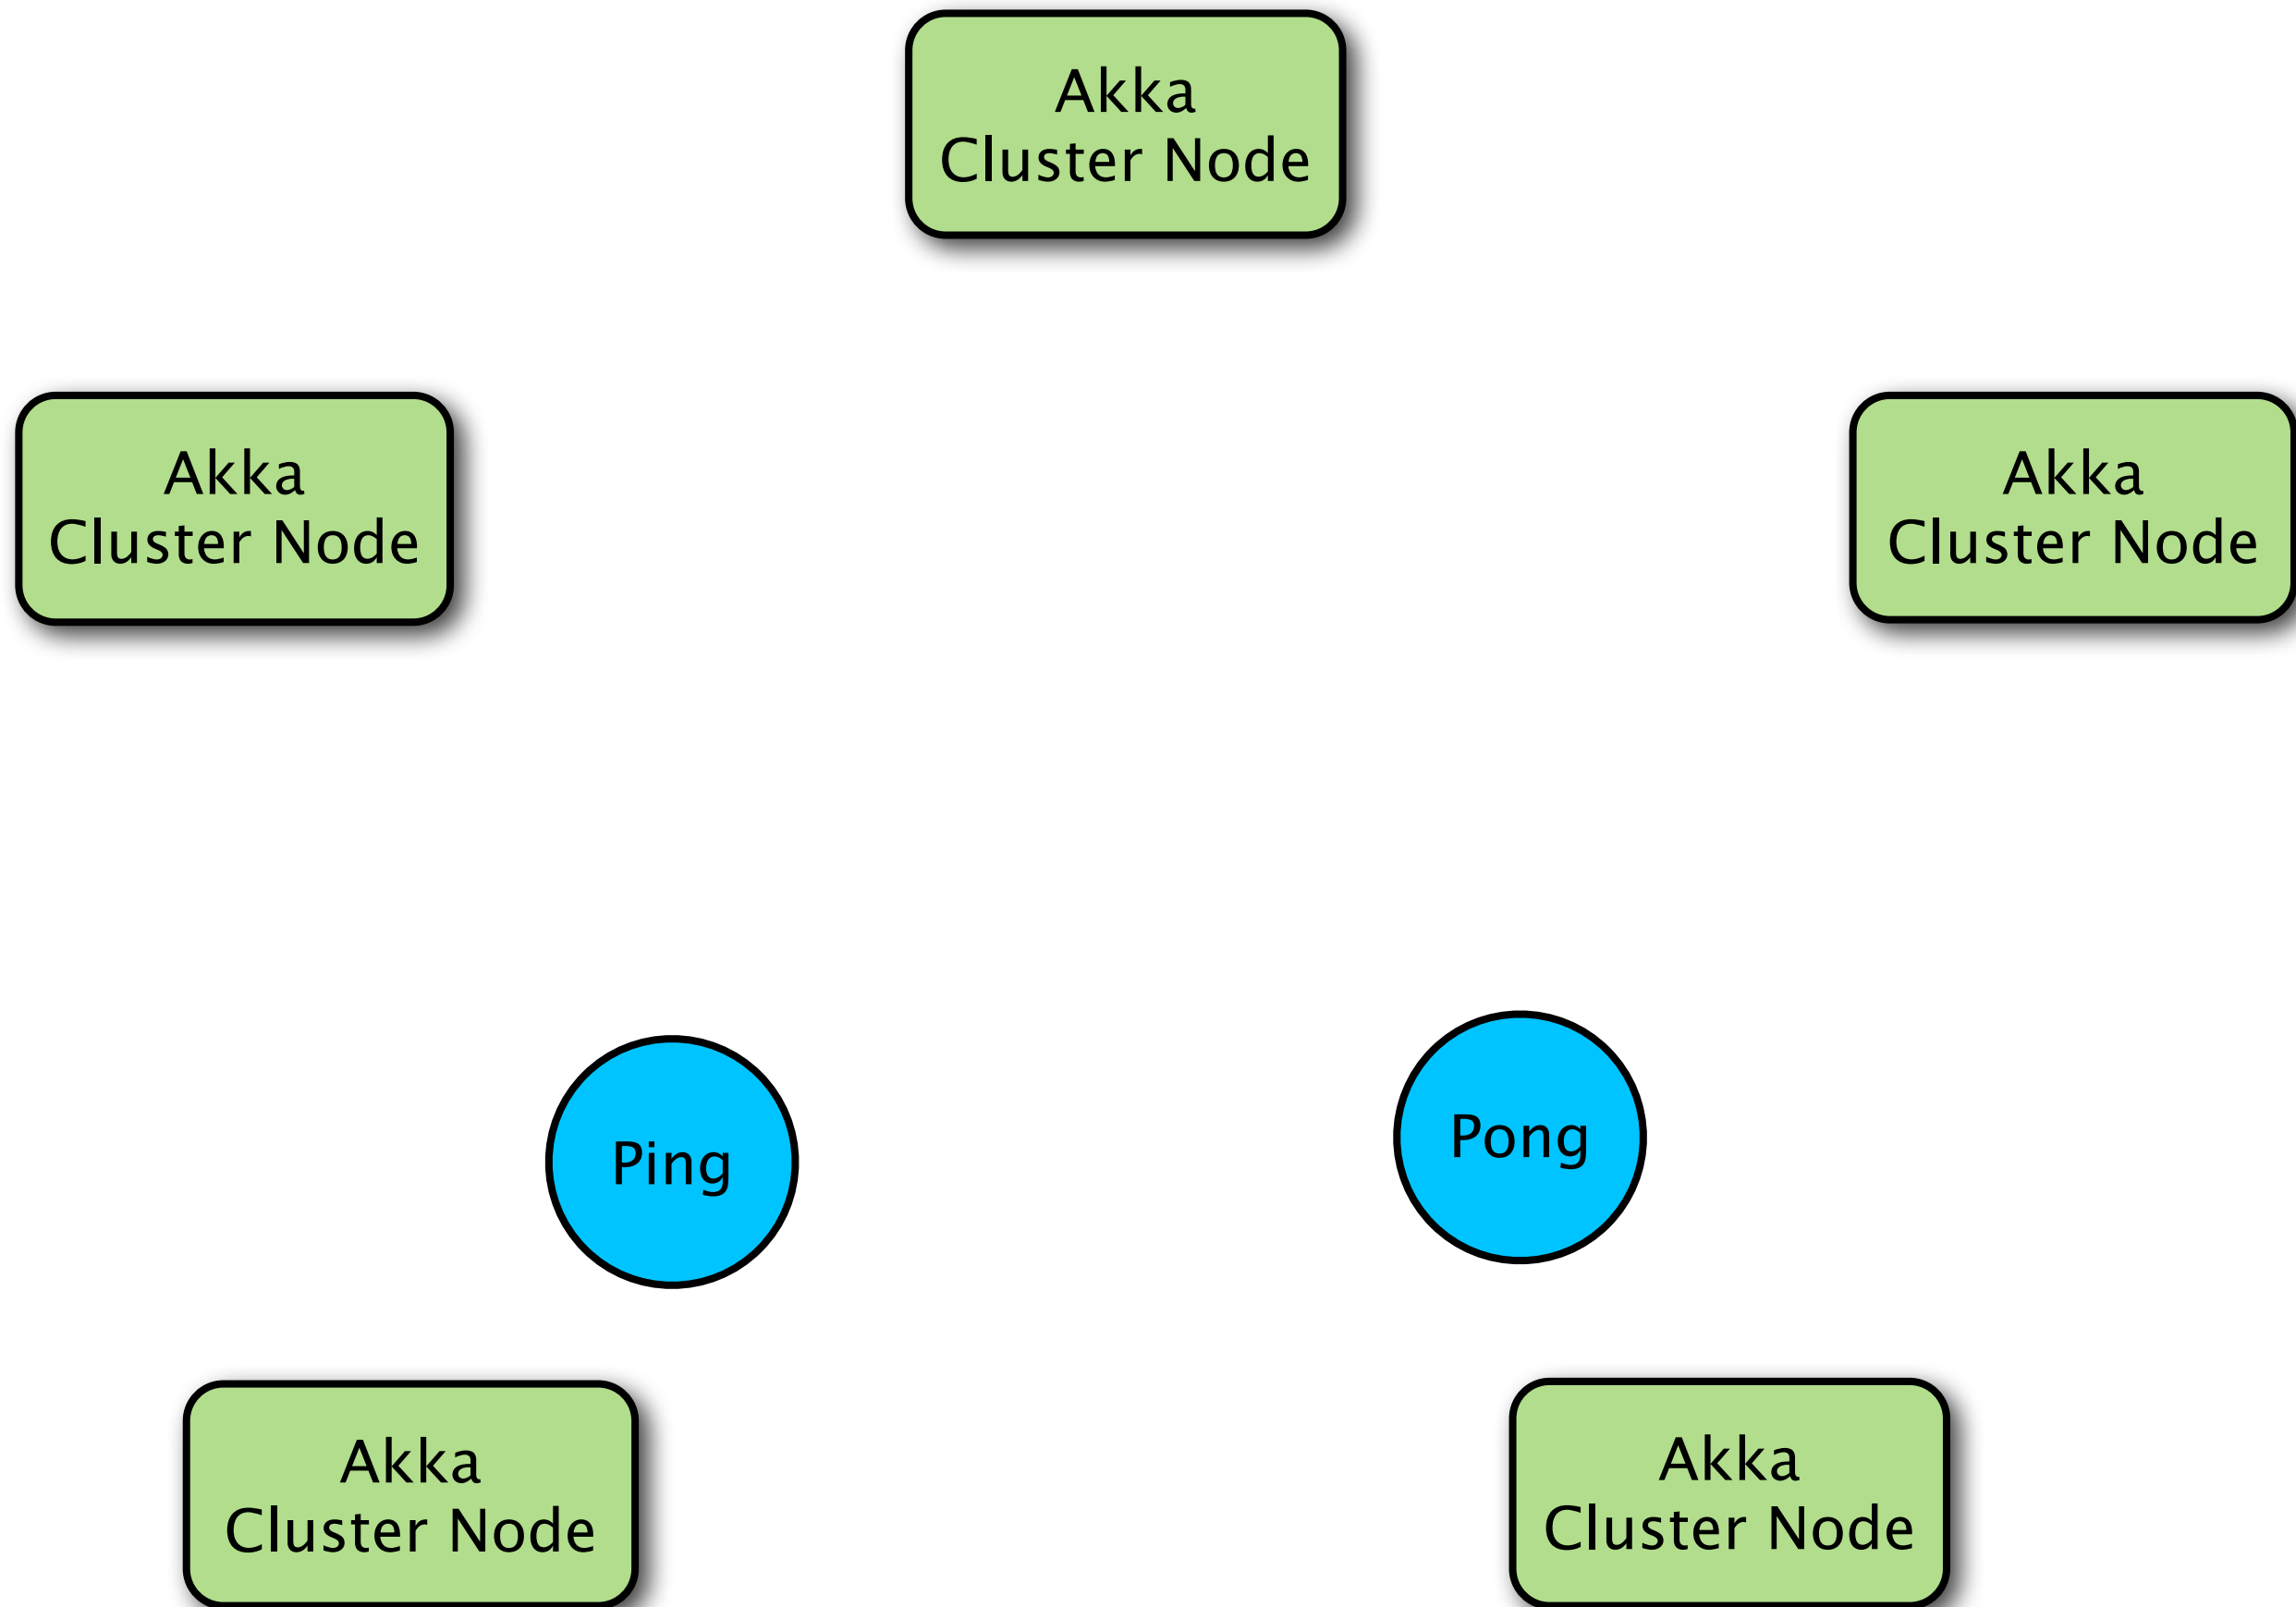 Akka
Cluster Node
Akka
Cluster Node
Akka
Cluster Node
Ping
Pong
Akka
Cluster Node
Akka
Cluster Node